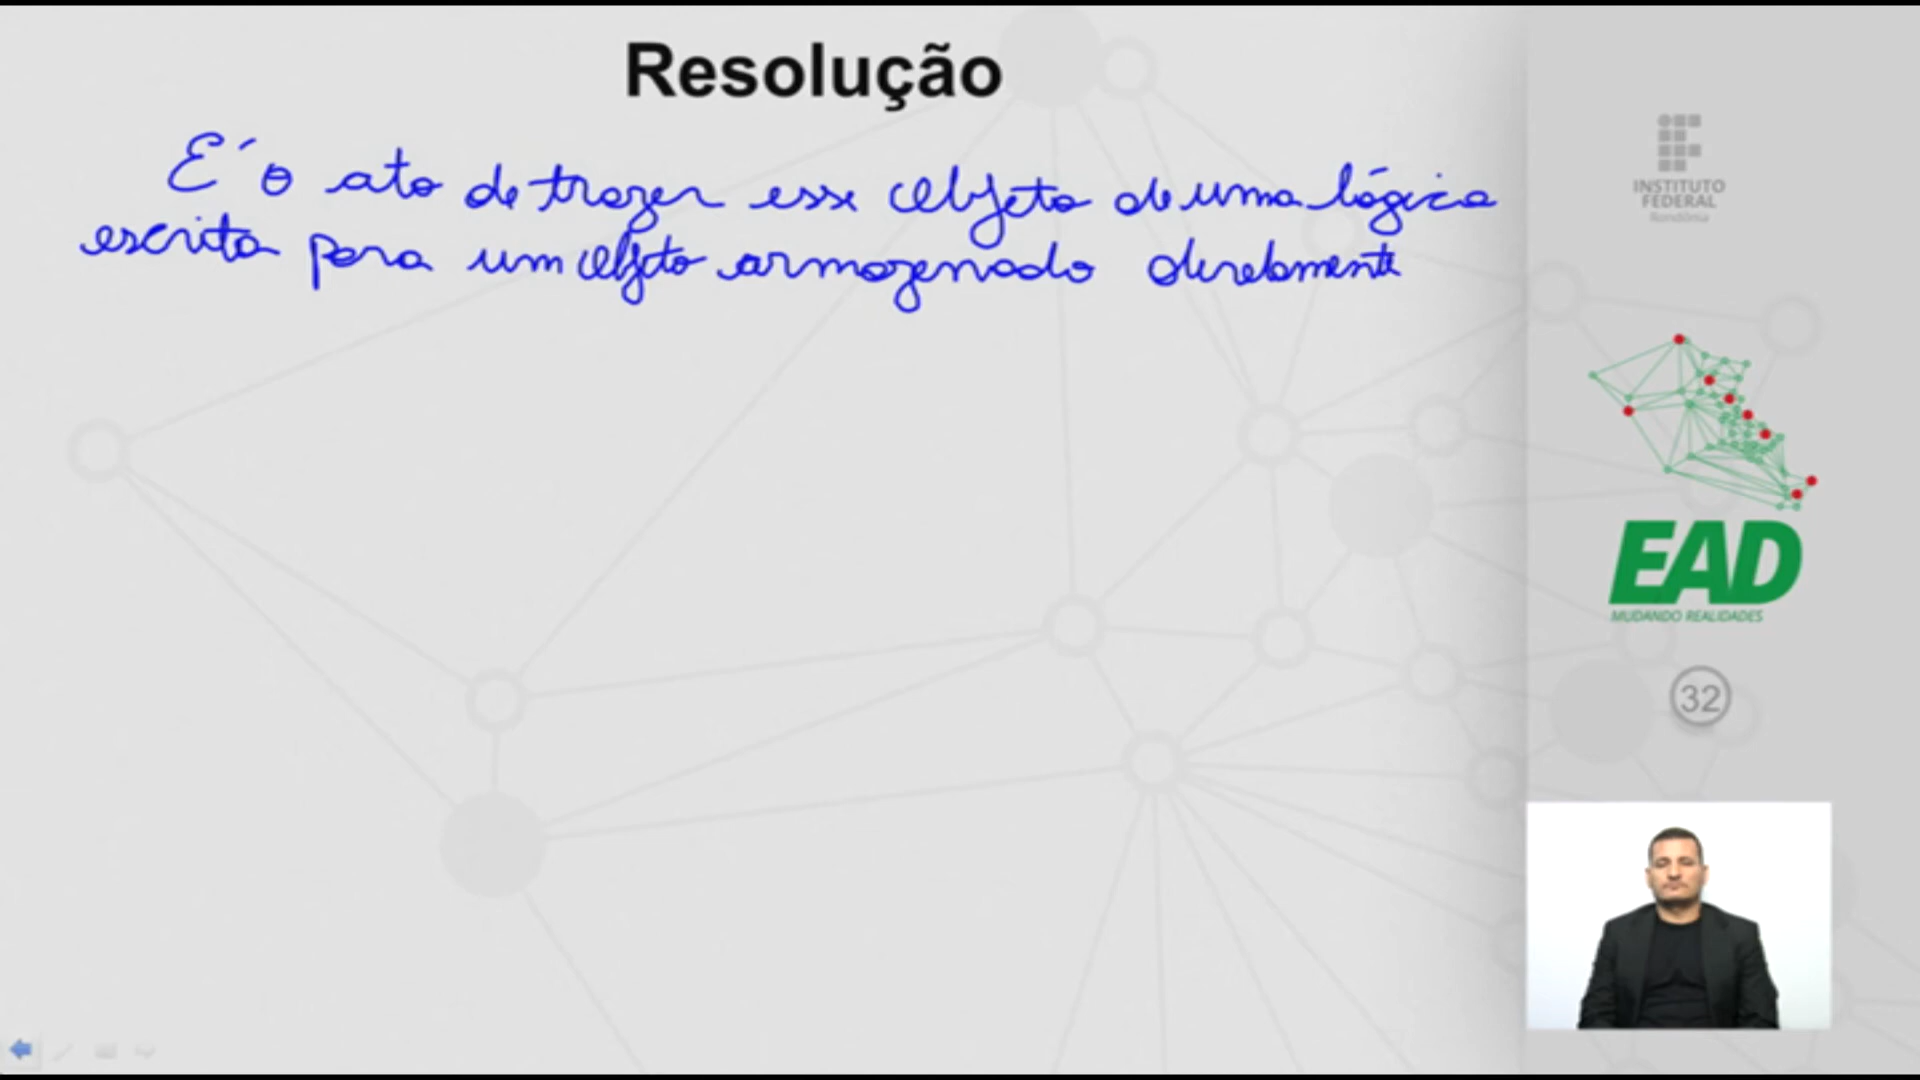 Resolução
É o ato de trazer esse objeto de uma lógica
escrita para um objeto armazenado diretamente
INSTITUTO
FEDERAL
Rondônia
EAD
MUDANDO REALIDADES
32